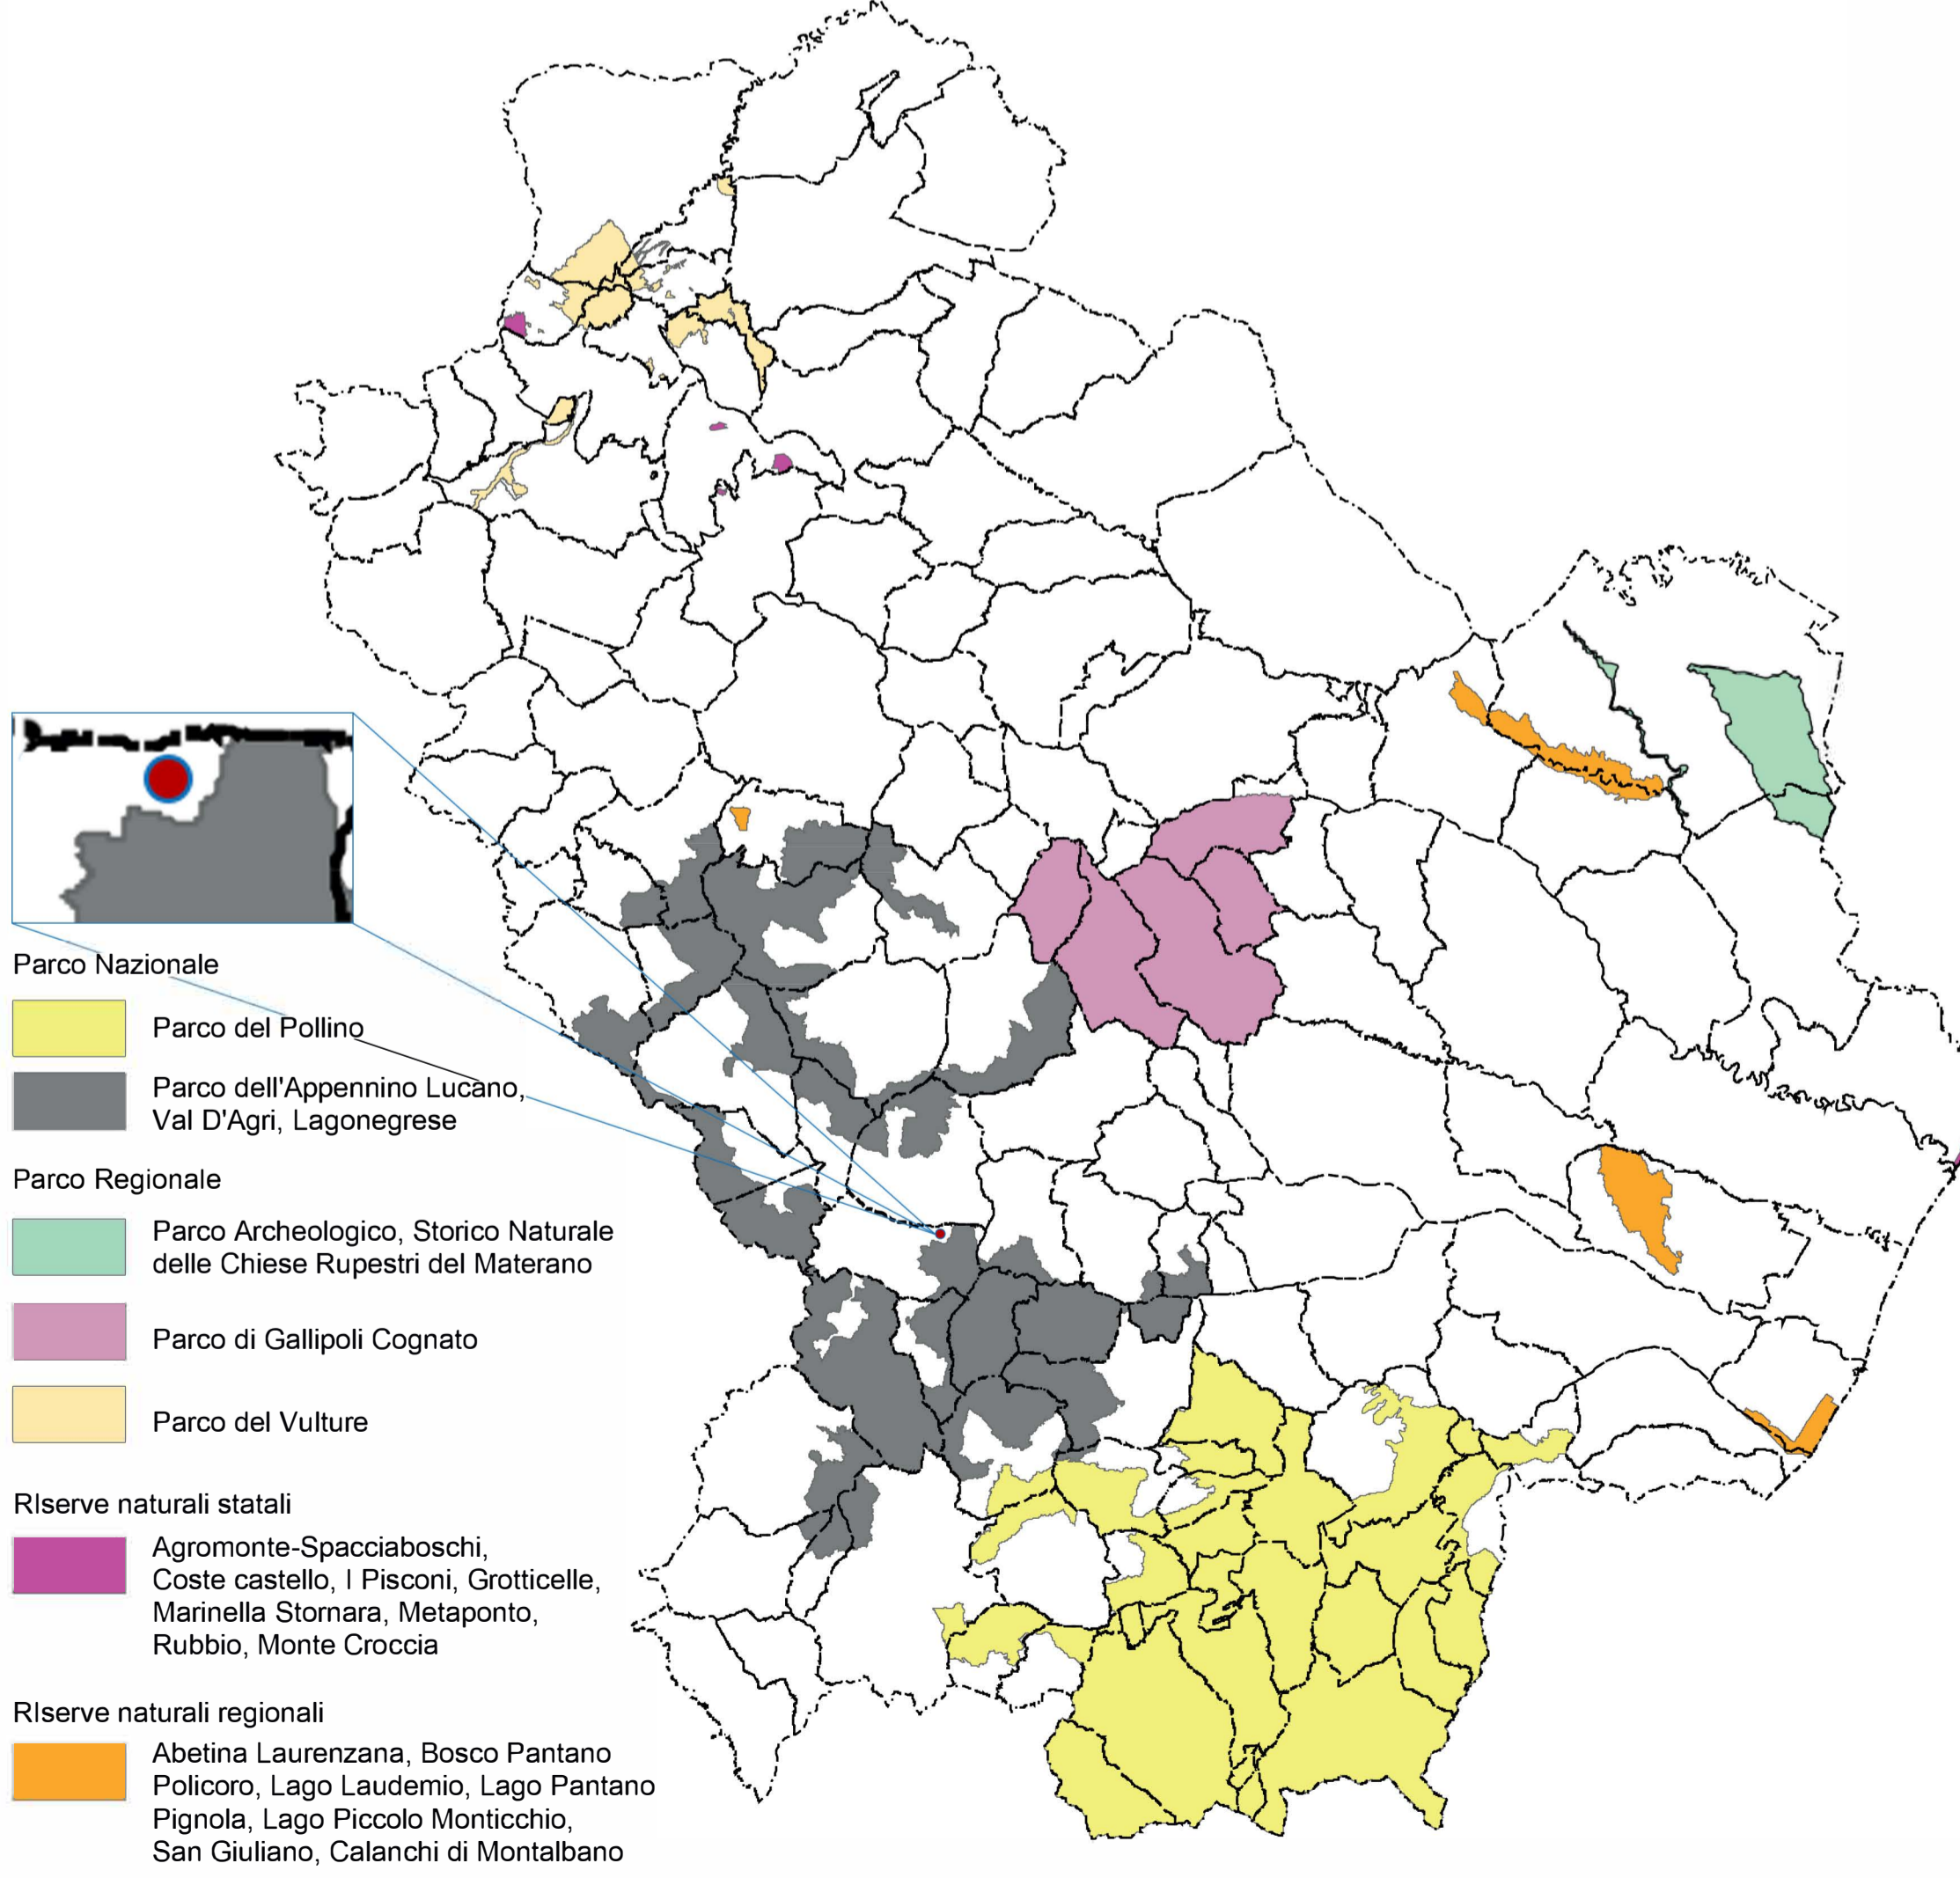 Parco Nazionale
Parco del Pollino
Parco dell'Appennino Lucano,
Val D'Agri, Lagonegrese
Parco Regionale
Parco Archeologico, Storico Naturale
delle Chiese Rupestri del Materano
Parco di Gallipoli Cognato
Parco del Vulture
RIserve naturali statali
Agromonte-Spacciaboschi,
Coste castello, I Pisconi, Grotticelle,
Marinella Stornara, Metaponto,
Rubbio, Monte Croccia
RIserve naturali regionali
Abetina Laurenzana, Bosco Pantano
Policoro, Lago Laudemio, Lago Pantano
Pignola, Lago Piccolo Monticchio,
San Giuliano, Calanchi di Montalbano